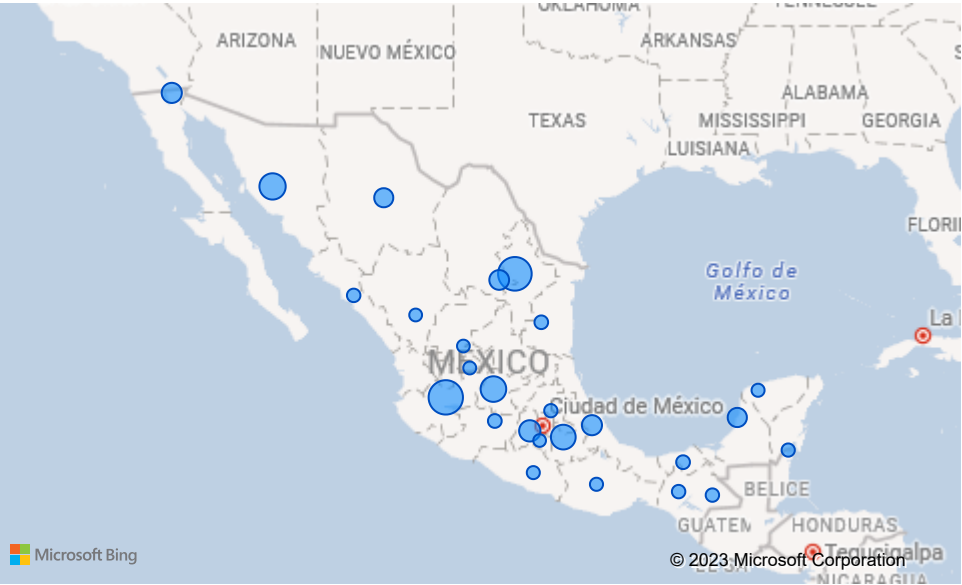 OKLAHOMA
TENNESSEE
ARIZONA
NUEVO MÉXICO
ARKANSAS
ALABAMA
TEXAS
MISSISSIPPI
GEORGIA
LUISIANA
FLORI
Golfo de
México
La
MÉXICO
Ciudad de México
BELICE
GUATEM
HONDURAS
Microsoft Bing
© 2023 Microsoft Corporation
Tegucigalpa
NICARAGUA